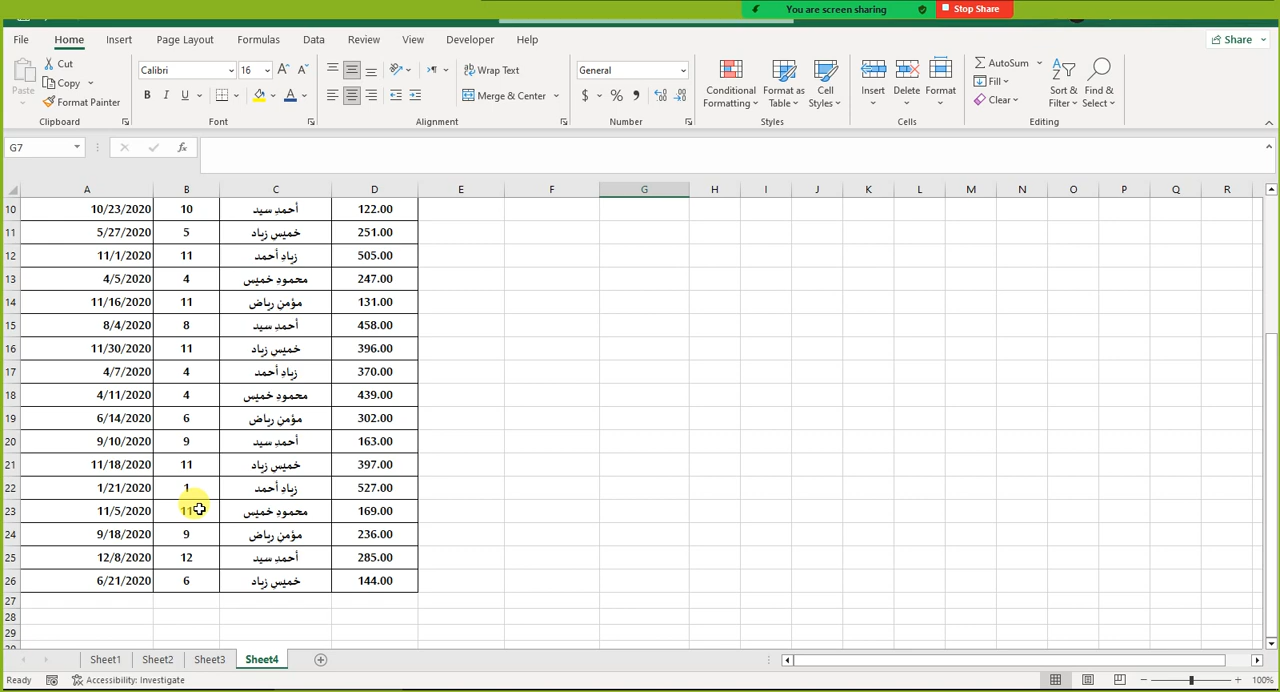 You are screen sharing Stop Share
File Home Insert Page Layout Formulas Data Review View Developer Help Share
Paste Cut Copy Format Painter Clipboard
Calibri 16 A^ Aˇ B I U A Font
Wrap Text Merge & Center Alignment
General $ % , Number
Conditional Formatting Format as Table Cell Styles Styles
Insert Delete Format Cells
AutoSum Fill Clear Sort & Filter Find & Select Editing
G7 fx
A B C D E F G H I J K L M N O P Q R
10 10/23/2020 10 أحمد سيد 122.00
11 5/27/2020 5 خميس زياد 251.00
12 11/1/2020 11 زياد أحمد 505.00
13 4/5/2020 4 محمود خميس 247.00
14 11/16/2020 11 مؤمن رياض 131.00
15 8/4/2020 8 أحمد سيد 458.00
16 11/30/2020 11 خميس زياد 396.00
17 4/7/2020 4 زياد أحمد 370.00
18 4/11/2020 4 محمود خميس 439.00
19 6/14/2020 6 مؤمن رياض 302.00
20 9/10/2020 9 أحمد سيد 163.00
21 11/18/2020 11 خميس زياد 397.00
22 1/21/2020 1 زياد أحمد 527.00
23 11/5/2020 11 محمود خميس 169.00
24 9/18/2020 9 مؤمن رياض 236.00
25 12/8/2020 12 أحمد سيد 285.00
26 6/21/2020 6 خميس زياد 144.00
27
28
29
Sheet1 Sheet2 Sheet3 Sheet4
Ready Accessibility: Investigate 100%